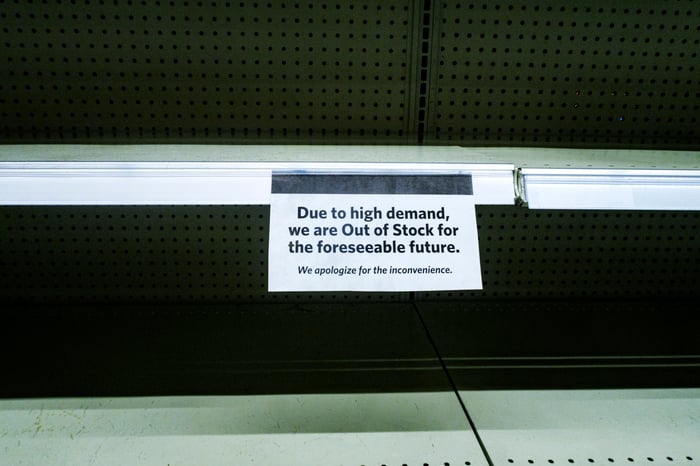 Due to high demand,
we are Out of Stock for
the foreseeable future.
We apologize for the inconvenience.